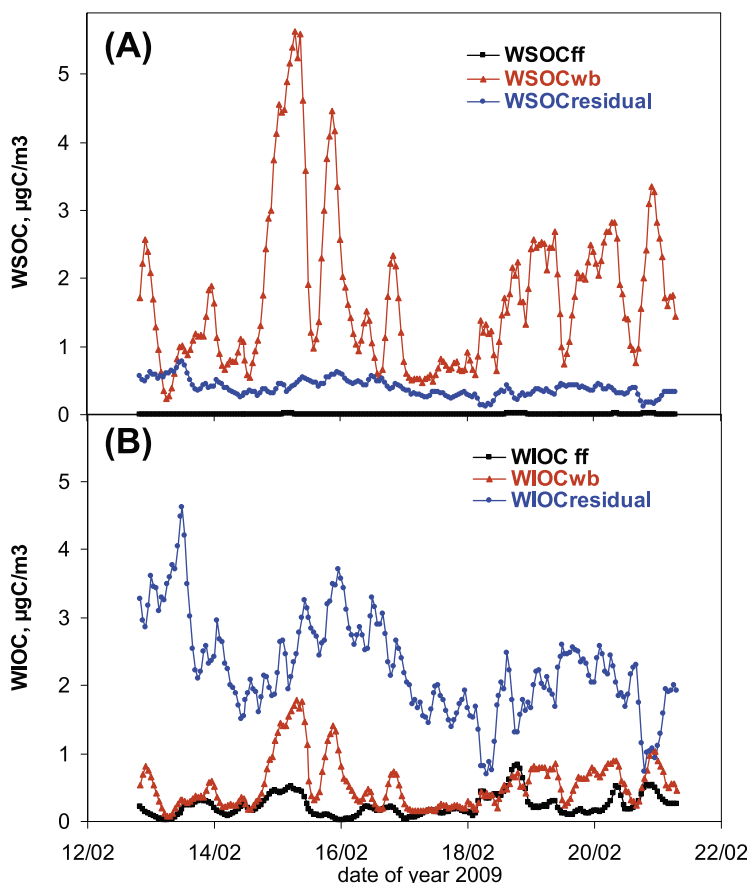 (A)
WSOCff
WSOCwb
WSOCresidual
5
4
3
2
1
0
WSOC, µgC/m3
(B)
WIOC ff
WIOCwb
WIOCresidual
5
4
3
2
1
0
WIOC, µgC/m3
12/02 14/02 16/02 18/02 20/02 22/02
date of year 2009